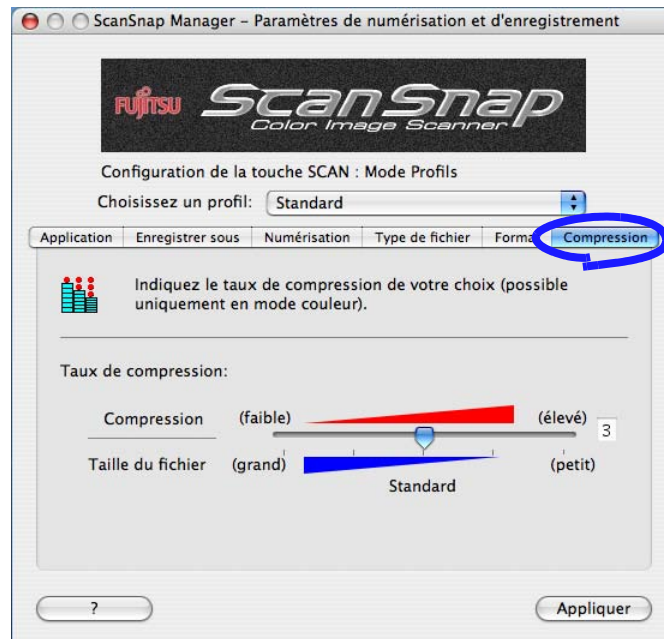 ScanSnap Manager – Paramètres de numérisation et d'enregistrement
FUJITSU ScanSnap
Color Image Scanner
Configuration de la touche SCAN : Mode Profils
Choisissez un profil: Standard
Application Enregistrer sous Numérisation Type de fichier Forma Compression
Indiquez le taux de compression de votre choix (possible
uniquement en mode couleur).
Taux de compression:
Compression (faible) (élevé) 3
Taille du fichier (grand) (petit)
Standard
? Appliquer